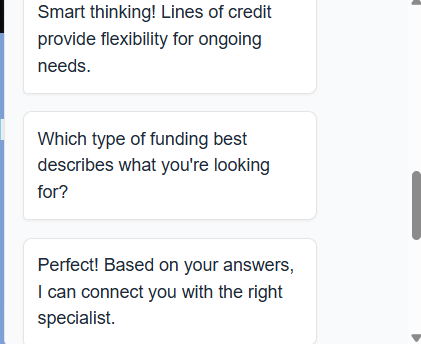 Smart thinking! Lines of credit
provide flexibility for ongoing
needs.
Which type of funding best
describes what you're looking
for?
Perfect! Based on your answers,
I can connect you with the right
specialist.